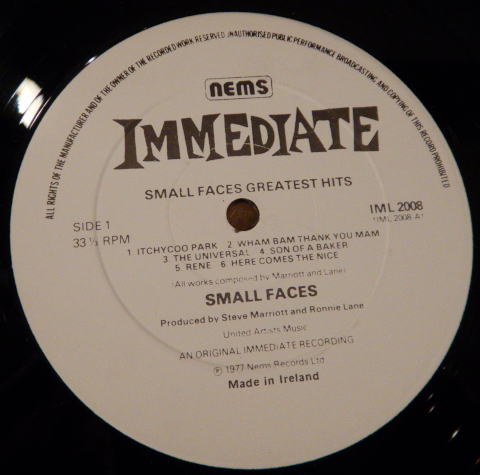 ALL RIGHTS OF THE MANUFACTURER AND OF THE OWNER OF THE RECORDED WORK RESERVED UNAUTHORISED PUBLIC PERFORMANCE BROADCASTING AND COPYING OF THIS RECORD PROHIBITED
nems
IMMEDIATE
SMALL FACES GREATEST HITS
SIDE 1
33⅓ RPM
IML 2008
IML 2008 A1
1 ITCHYCOO PARK 2 WHAM BAM THANK YOU MAM
3 THE UNIVERSAL 4 SON OF A BAKER
5 RENE 6 HERE COMES THE NICE
(All works composed by Marriott and Lane)
SMALL FACES
Produced by Steve Marriott and Ronnie Lane
United Artists Music
AN ORIGINAL IMMEDIATE RECORDING
℗ 1977 Nems Records Ltd
Made in Ireland